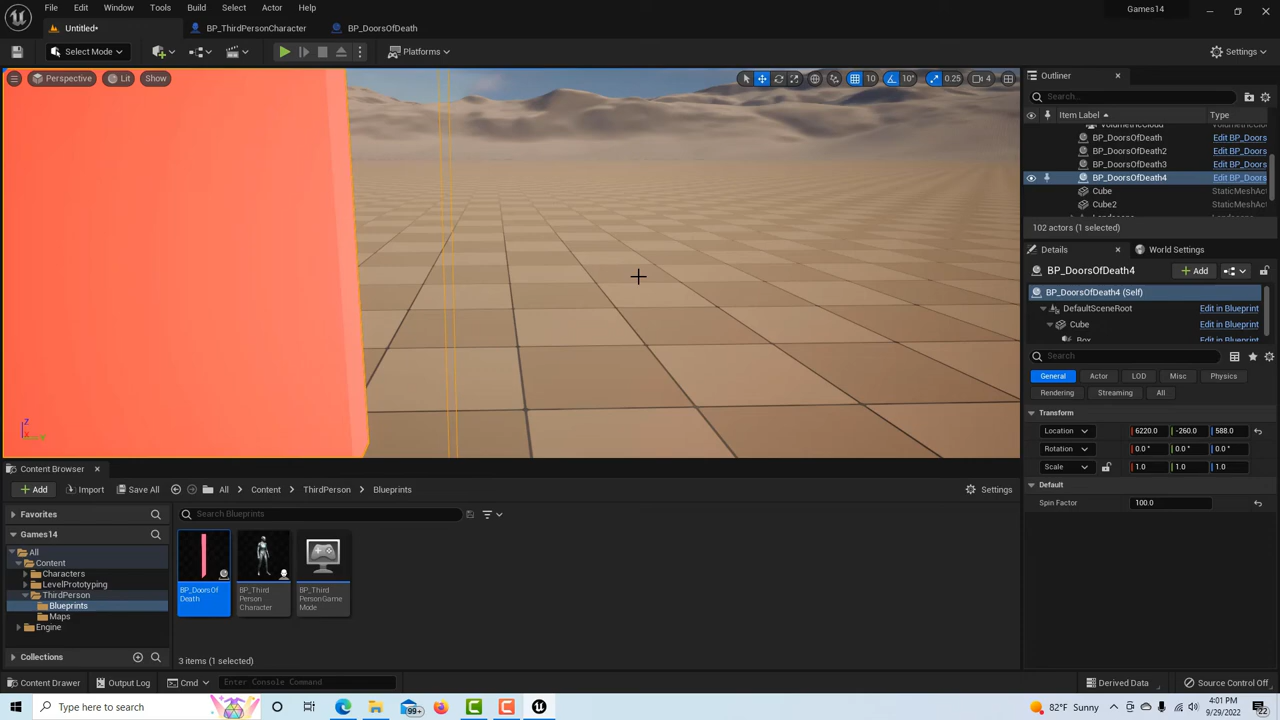 File Edit Window Tools Build Select Actor Help
Games14
Untitled* BP_ThirdPersonCharacter BP_DoorsOfDeath
Select Mode Platforms Settings
Perspective Lit Show 10 10° 0.25 4
Outliner
Search...
Item Label Type
VolumetricCloud
BP_DoorsOfDeath Edit BP_Doors
BP_DoorsOfDeath2 Edit BP_Doors
BP_DoorsOfDeath3 Edit BP_Doors
BP_DoorsOfDeath4 Edit BP_Doors
Cube StaticMeshAct
Cube2 StaticMeshAct
102 actors (1 selected)
Details World Settings
BP_DoorsOfDeath4 Add
BP_DoorsOfDeath4 (Self)
DefaultSceneRoot Edit in Blueprint
Cube Edit in Blueprint
Box Edit in Blueprint
Search
General Actor LOD Misc Physics
Rendering Streaming All
Transform
Location 6220.0 -260.0 588.0
Rotation 0.0 ° 0.0 ° 0.0 °
Scale 1.0 1.0 1.0
Default
Spin Factor 100.0
Z
Content Browser
Add Import Save All All Content ThirdPerson Blueprints Settings
Favorites
Search Blueprints
Games14
All
Content
Characters
LevelPrototyping
ThirdPerson
Blueprints
Maps
Engine
Collections
BP_DoorsOf
Death
BP_Third
Person
Character
BP_Third
PersonGame
Mode
3 items (1 selected)
Content Drawer Output Log Cmd Enter Console Command Derived Data Source Control Off
Type here to search 99+ 82°F Sunny 4:01 PM
9/29/2022 22